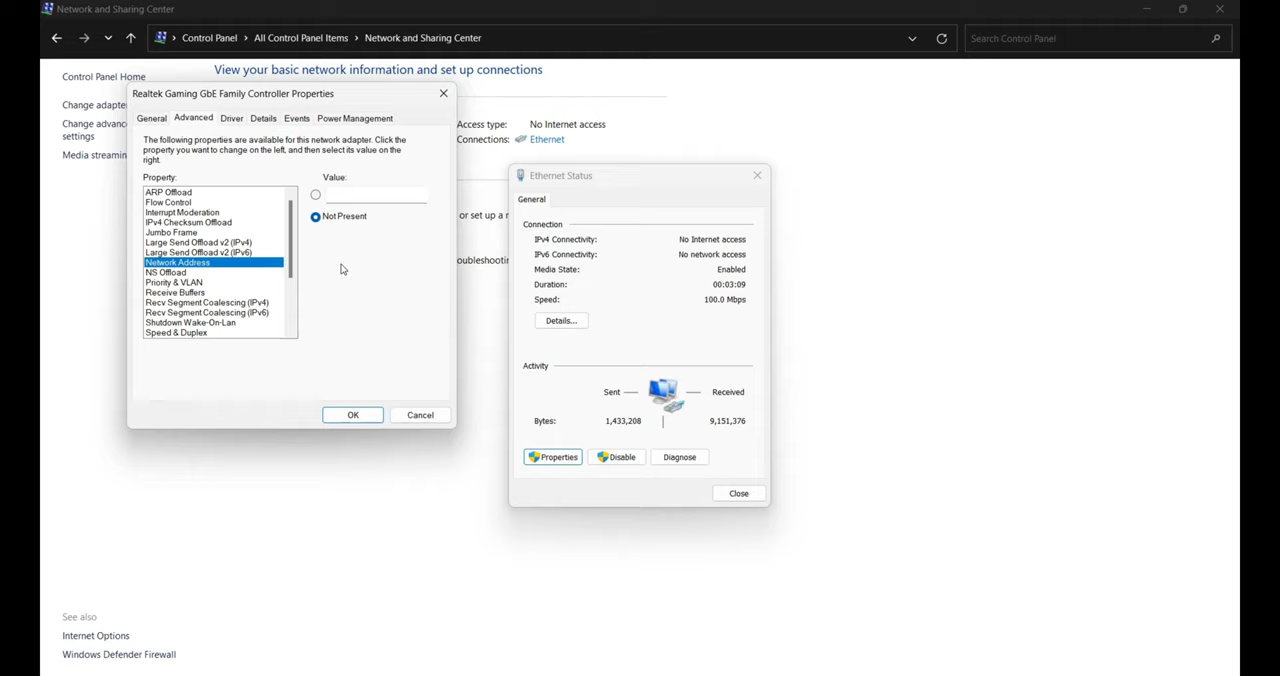 Network and Sharing Center
Control Panel > All Control Panel Items > Network and Sharing Center
Search Control Panel
Control Panel Home
View your basic network information and set up connections
Change adapte
Change advanc
settings
Media streamin
Realtek Gaming GbE Family Controller Properties
General Advanced Driver Details Events Power Management
The following properties are available for this network adapter. Click the
property you want to change on the left, and then select its value on the
right.
Property: Value:
ARP Offload
Flow Control
Interrupt Moderation
IPv4 Checksum Offload
Jumbo Frame
Large Send Offload v2 (IPv4)
Large Send Offload v2 (IPv6)
Network Address
NS Offload
Priority & VLAN
Receive Buffers
Recv Segment Coalescing (IPv4)
Recv Segment Coalescing (IPv6)
Shutdown Wake-On-Lan
Speed & Duplex
Not Present
OK Cancel
Access type: No Internet access
Connections: Ethernet
or set up a r
oubleshootin
Ethernet Status
General
Connection
IPv4 Connectivity: No Internet access
IPv6 Connectivity: No network access
Media State: Enabled
Duration: 00:03:09
Speed: 100.0 Mbps
Details...
Activity
Sent Received
Bytes: 1,433,208 9,151,376
Properties Disable Diagnose
Close
See also
Internet Options
Windows Defender Firewall